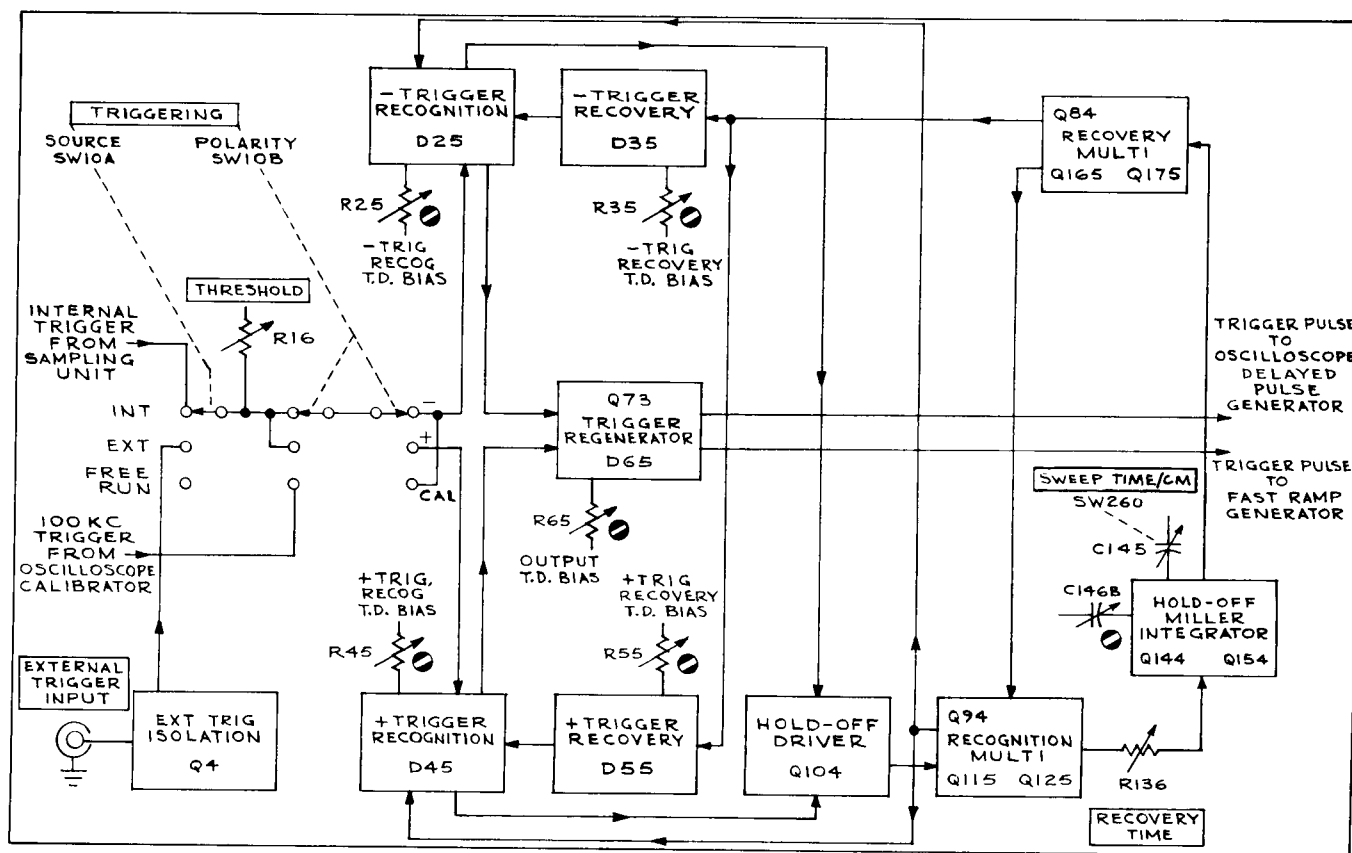 TRIGGERING
SOURCE
SW10A
POLARITY
SW10B
-TRIGGER
RECOGNITION
D25
-TRIGGER
RECOVERY
D35
Q84
RECOVERY
MULTI
Q165 Q175
R25
-TRIG
RECOG
T.D. BIAS
R35
-TRIG
RECOVERY
T.D. BIAS
THRESHOLD
R16
INTERNAL
TRIGGER
FROM
SAMPLING
UNIT
INT
EXT
FREE
RUN
-
+
CAL
100 KC
TRIGGER
FROM
OSCILLOSCOPE
CALIBRATOR
Q73
TRIGGER
REGENERATOR
D65
R65
OUTPUT
T.D. BIAS
TRIGGER PULSE
TO
OSCILLOSCOPE
DELAYED
PULSE
GENERATOR
TRIGGER PULSE
TO
FAST RAMP
GENERATOR
SWEEP TIME/CM
SW260
C145
C146B
HOLD-OFF
MILLER
INTEGRATOR
Q144 Q154
+TRIG.
RECOG
T.D. BIAS
R45
+TRIG
RECOVERY
T.D. BIAS
R55
EXTERNAL
TRIGGER
INPUT
EXT TRIG
ISOLATION
Q4
+TRIGGER
RECOGNITION
D45
+TRIGGER
RECOVERY
D55
HOLD-OFF
DRIVER
Q104
Q94
RECOGNITION
MULTI
Q115 Q125
R136
RECOVERY
TIME